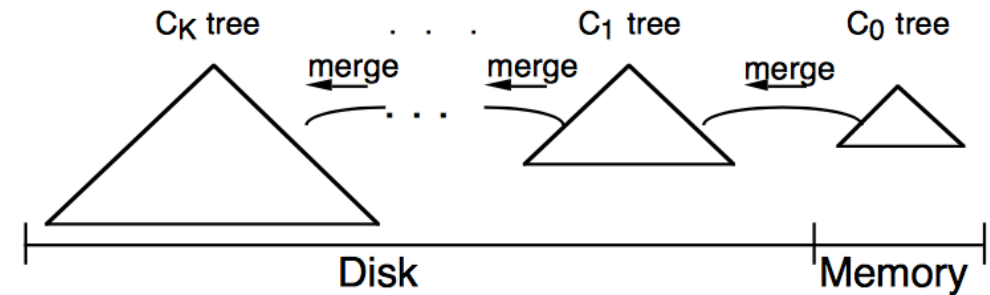 C_K tree . . . C_1 tree C_0 tree
merge merge merge
. . .
Disk Memory